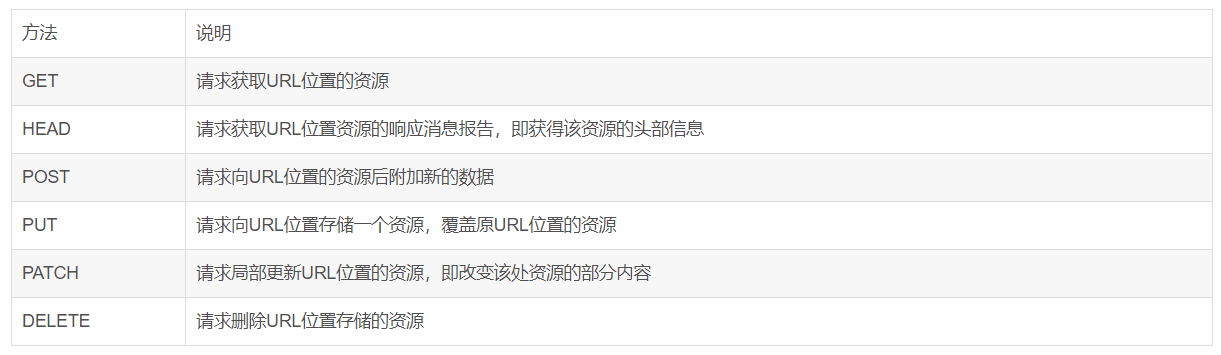 方法 说明
GET 请求获取URL位置的资源
HEAD 请求获取URL位置资源的响应消息报告，即获得该资源的头部信息
POST 请求向URL位置的资源后附加新的数据
PUT 请求向URL位置存储一个资源，覆盖原URL位置的资源
PATCH 请求局部更新URL位置的资源，即改变该处资源的部分内容
DELETE 请求删除URL位置存储的资源